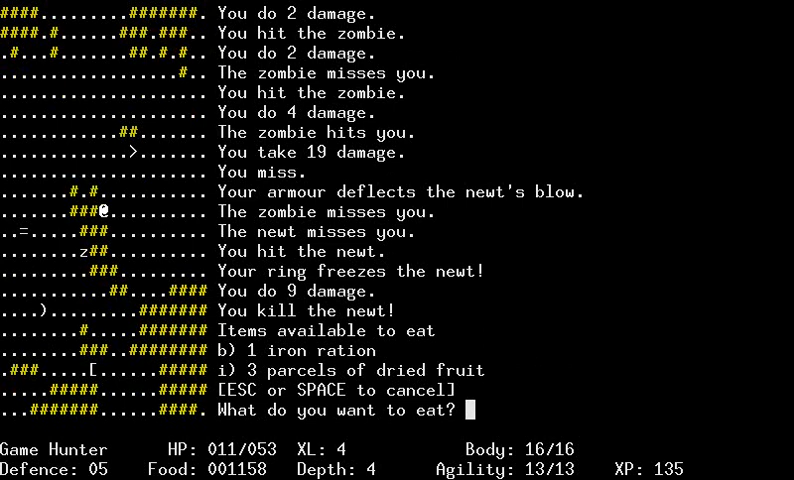 ####.........#######. You do 2 damage.
####.#......###.###.. You hit the zombie.
.#...#.......##.#.#.. You do 2 damage.
..................#.. The zombie misses you.
..................... You hit the zombie.
..................... You do 4 damage.
............##....... The zombie hits you.
.............>....... You take 19 damage.
..................... You miss.
.......#.#........... Your armour deflects the newt's blow.
.......###@.......... The zombie misses you.
..=.....###.......... The newt misses you.
........z##.......... You hit the newt.
.........###......... Your ring freezes the newt!
...........##....#### You do 9 damage.
....).........####### You kill the newt!
........#.....####### Items available to eat
........###..######## b) 1 iron ration
.###.....[......##### i) 3 parcels of dried fruit
.....#####......##### [ESC or SPACE to cancel]
...#######......####. What do you want to eat?
Game Hunter HP: 011/053 XL: 4 Body: 16/16
Defence: 05 Food: 001158 Depth: 4 Agility: 13/13 XP: 135